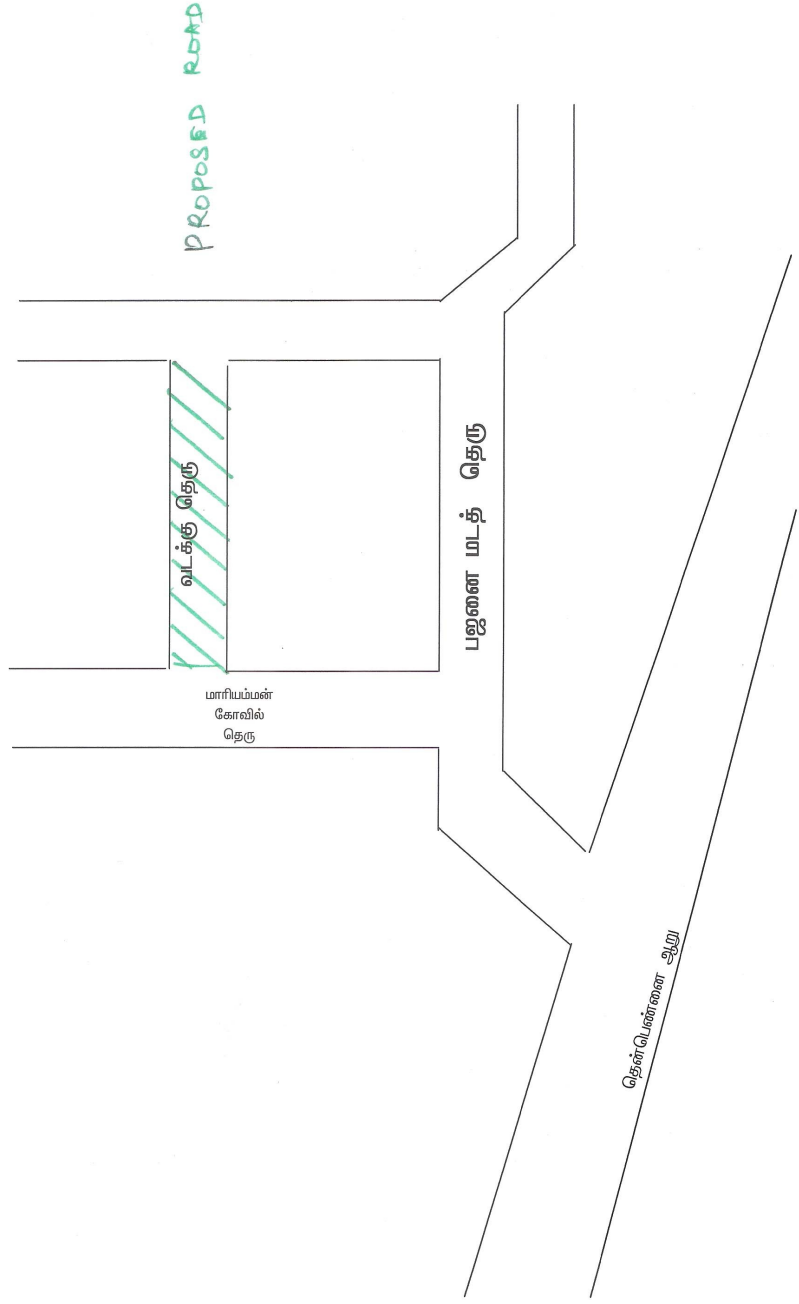 PROPOSED ROAD
வடக்கு தெரு
பஜனை மடத் தெரு
மாரியம்மன்
கோவில்
தெரு
தென்பெண்னை ஆறு